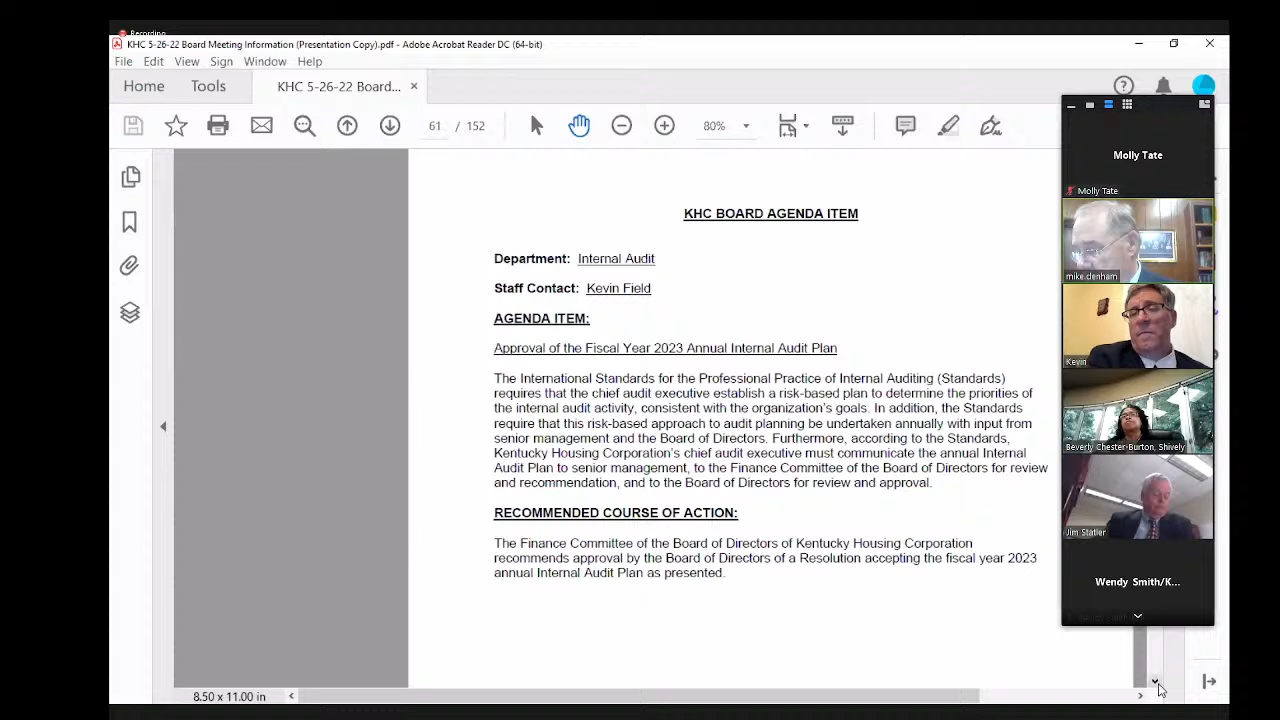 Recording
KHC 5-26-22 Board Meeting Information (Presentation Copy).pdf - Adobe Acrobat Reader DC (64-bit)
File Edit View Sign Window Help
Home Tools KHC 5-26-22 Board... ×
61 / 152 80%
KHC BOARD AGENDA ITEM
Department: Internal Audit
Staff Contact: Kevin Field
AGENDA ITEM:
Approval of the Fiscal Year 2023 Annual Internal Audit Plan
The International Standards for the Professional Practice of Internal Auditing (Standards)
requires that the chief audit executive establish a risk-based plan to determine the priorities of
the internal audit activity, consistent with the organization's goals. In addition, the Standards
require that this risk-based approach to audit planning be undertaken annually with input from
senior management and the Board of Directors. Furthermore, according to the Standards,
Kentucky Housing Corporation's chief audit executive must communicate the annual Internal
Audit Plan to senior management, to the Finance Committee of the Board of Directors for review
and recommendation, and to the Board of Directors for review and approval.
RECOMMENDED COURSE OF ACTION:
The Finance Committee of the Board of Directors of Kentucky Housing Corporation
recommends approval by the Board of Directors of a Resolution accepting the fiscal year 2023
annual Internal Audit Plan as presented.
8.50 x 11.00 in
Molly Tate
Molly Tate
mike.denham
Kevin
Beverly Chester-Burton, Shively
Jim Statler
Wendy Smith/K...